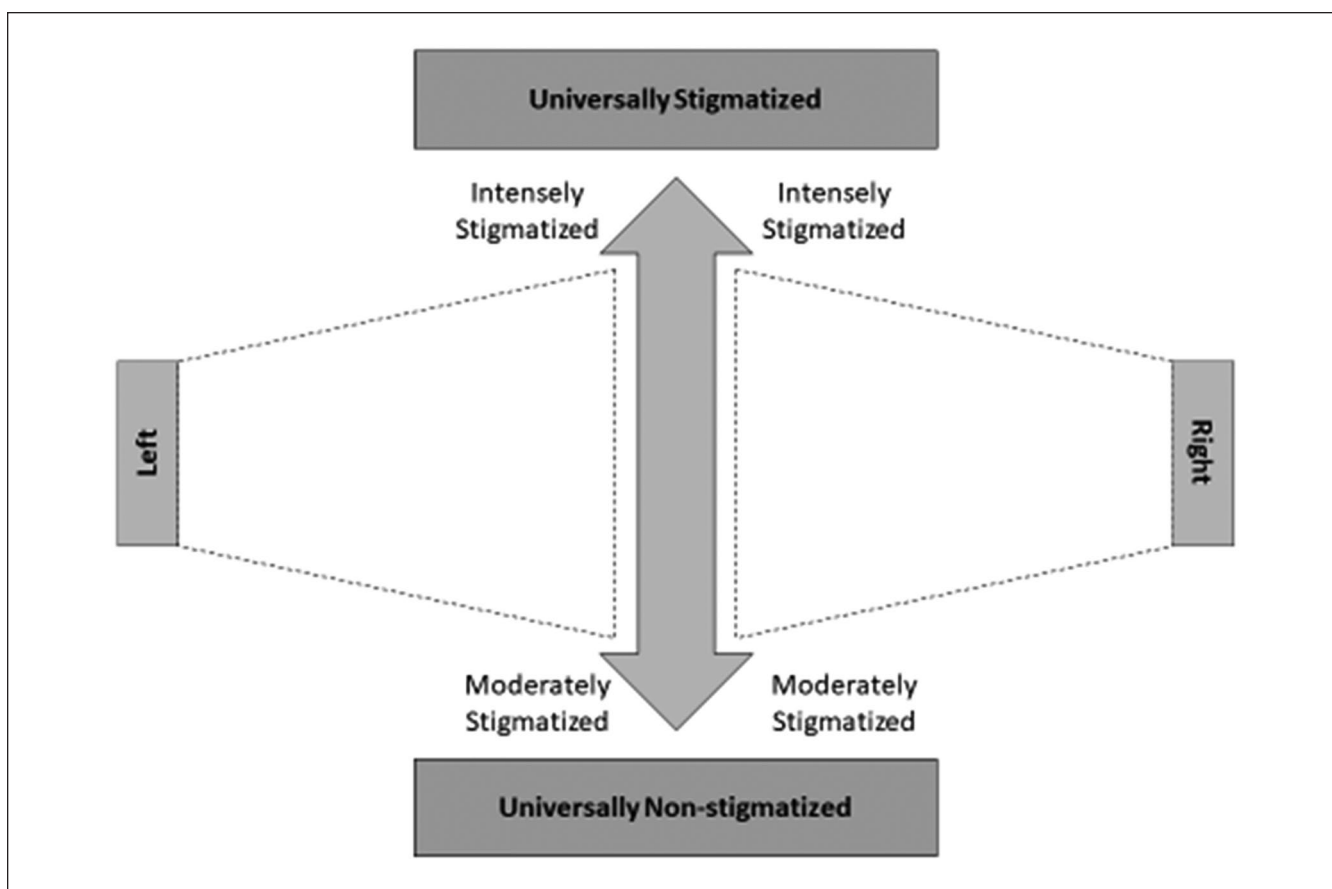 Universally Stigmatized
Intensely
Stigmatized
Intensely
Stigmatized
Left
Right
Moderately
Stigmatized
Moderately
Stigmatized
Universally Non-stigmatized